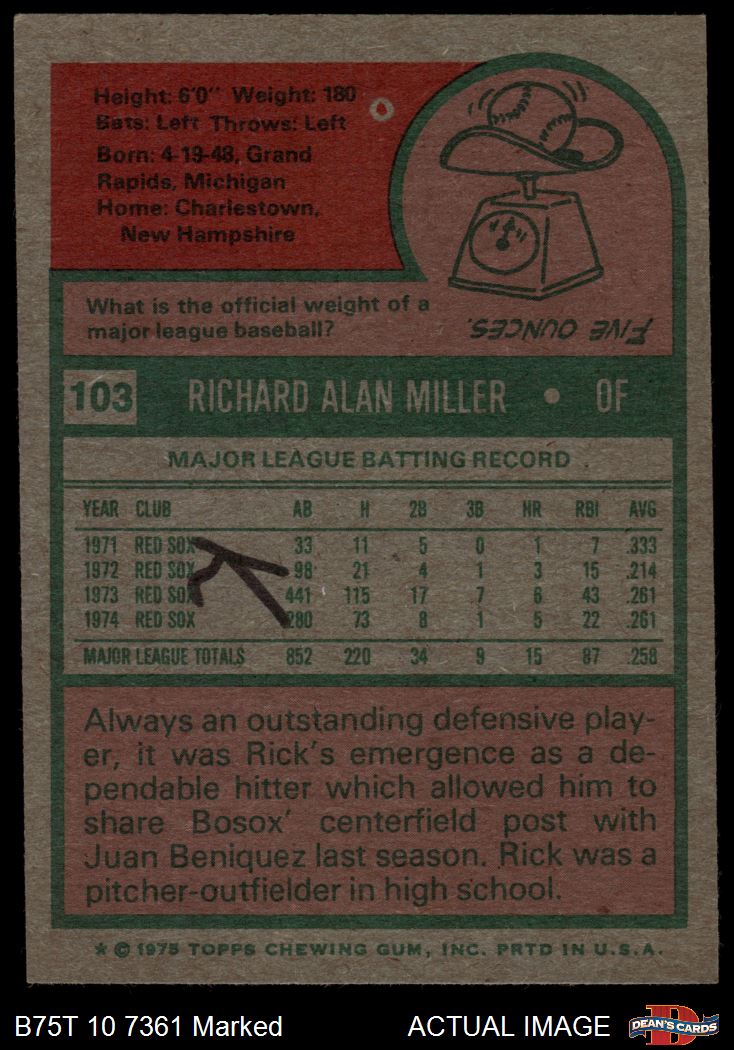 Height: 6'0" Weight: 180
Bats: Left Throws: Left
Born: 4-19-48, Grand
Rapids, Michigan
Home: Charlestown,
New Hampshire
What is the official weight of a
major league baseball?
FIVE OUNCES.
103 RICHARD ALAN MILLER • OF
MAJOR LEAGUE BATTING RECORD
YEAR CLUB AB H 2B 3B HR RBI AVG
1971 RED SOX 33 11 5 0 1 7 .333
1972 RED SOX 98 21 4 1 3 15 .214
1973 RED SOX 441 115 17 7 6 43 .261
1974 RED SOX 280 73 8 1 5 22 .261
MAJOR LEAGUE TOTALS 852 220 34 9 15 87 .258
Always an outstanding defensive play-
er, it was Rick's emergence as a de-
pendable hitter which allowed him to
share Bosox' centerfield post with
Juan Beniquez last season. Rick was a
pitcher-outfielder in high school.
* © 1975 TOPPS CHEWING GUM, INC. PRTD IN U.S.A.
B75T 10 7361 Marked ACTUAL IMAGE DEAN'S CARDS